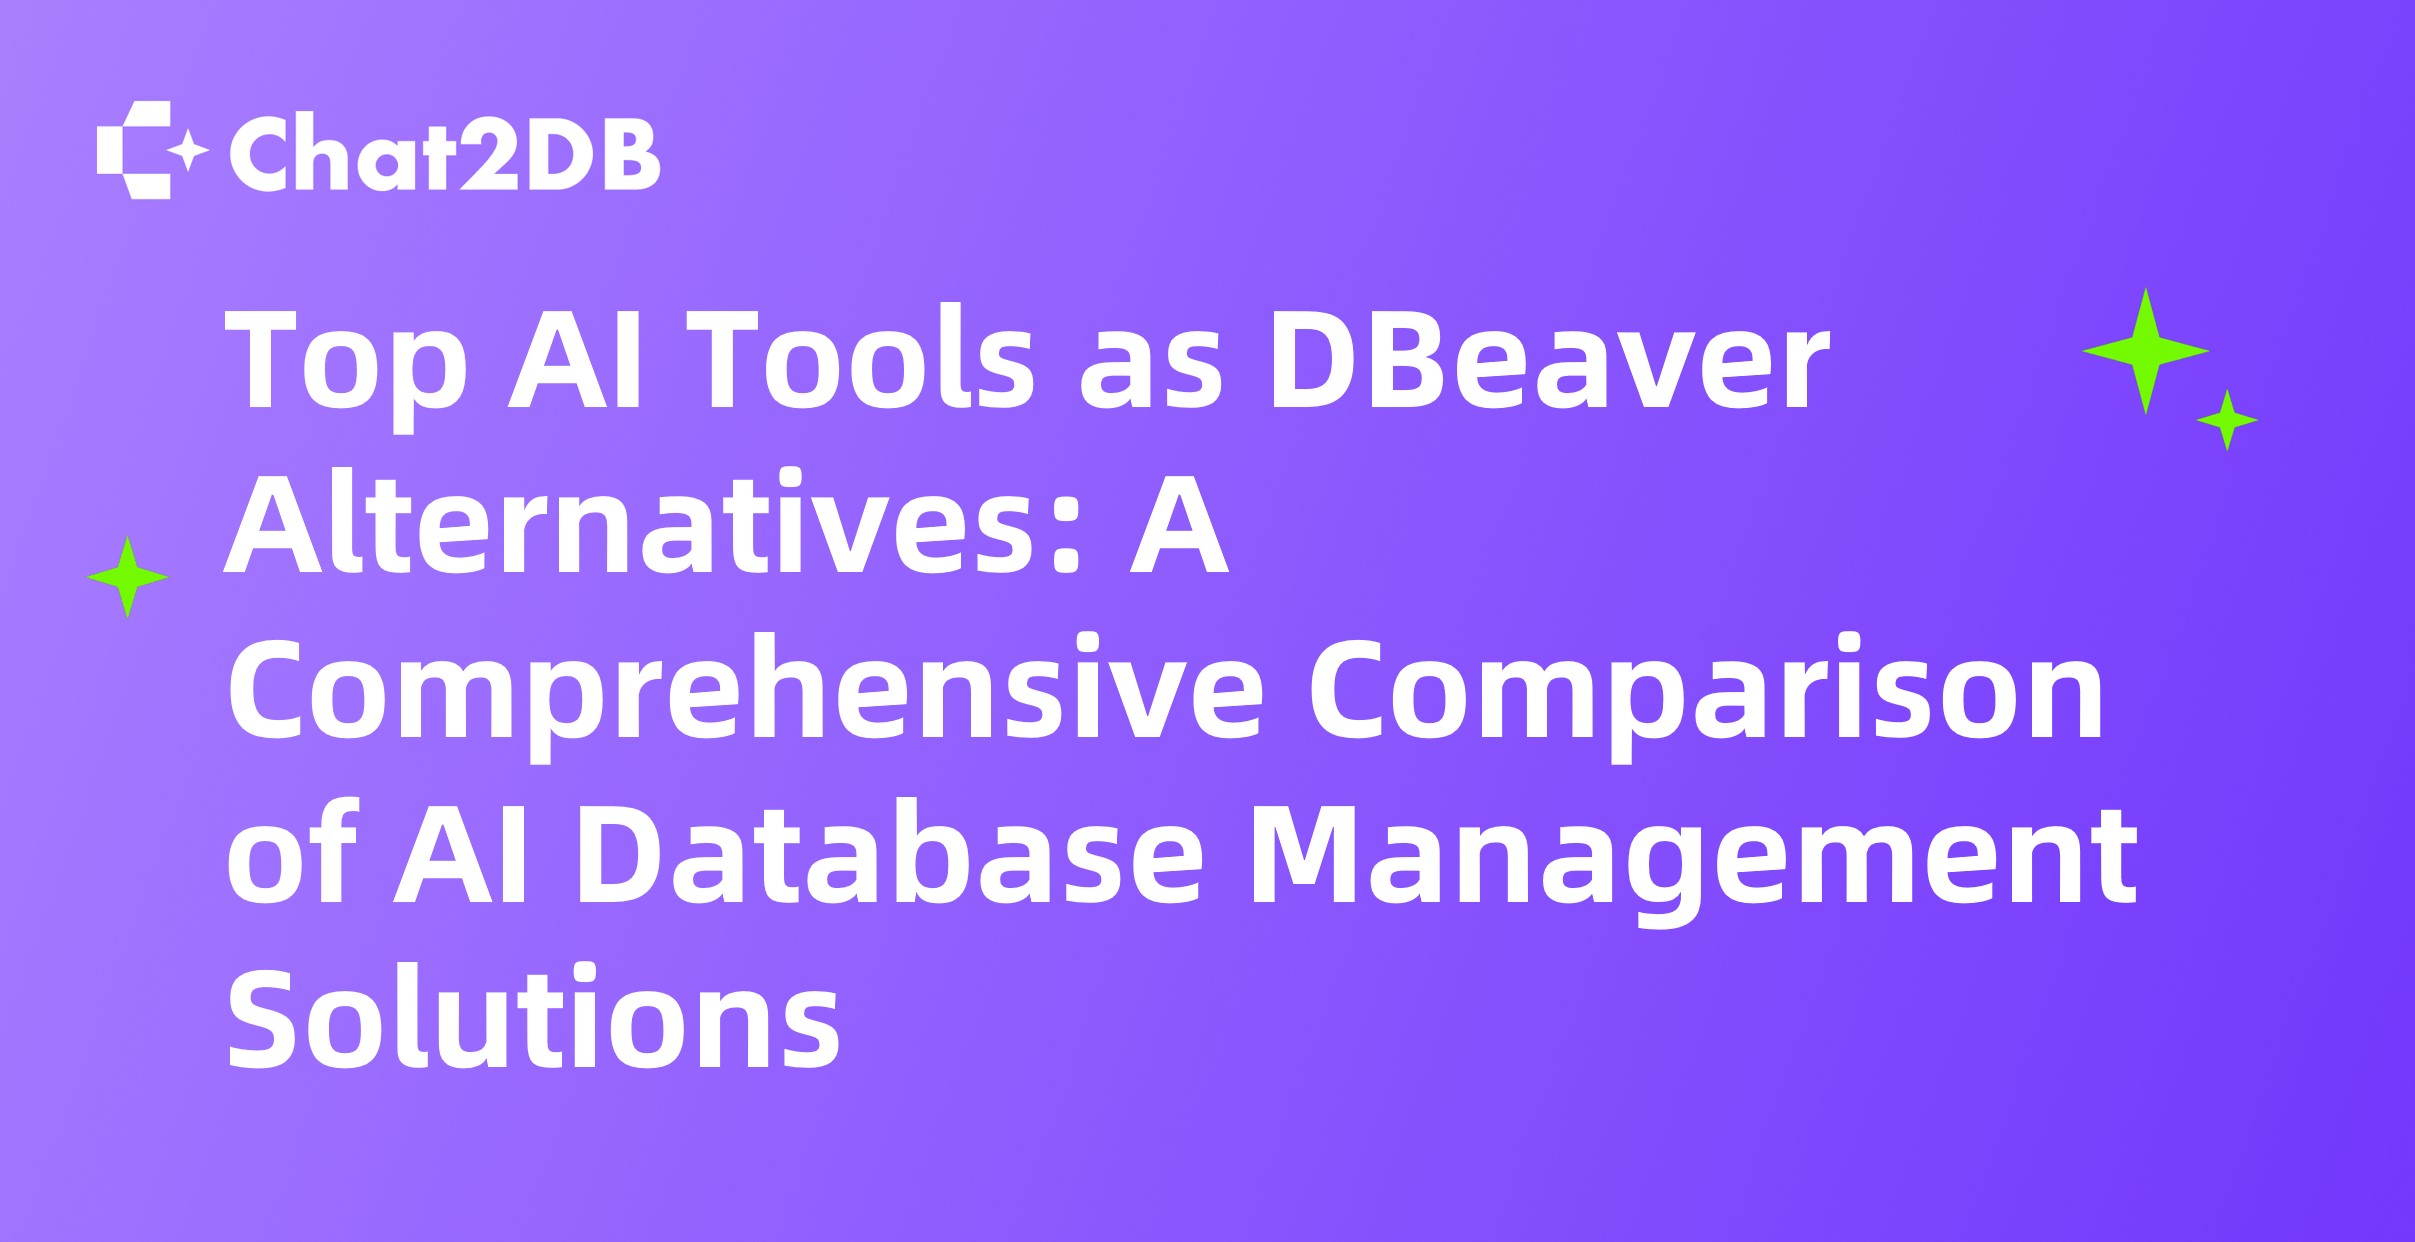 Chat2DB
Top AI Tools as DBeaver
Alternatives: A
Comprehensive Comparison
of AI Database Management
Solutions